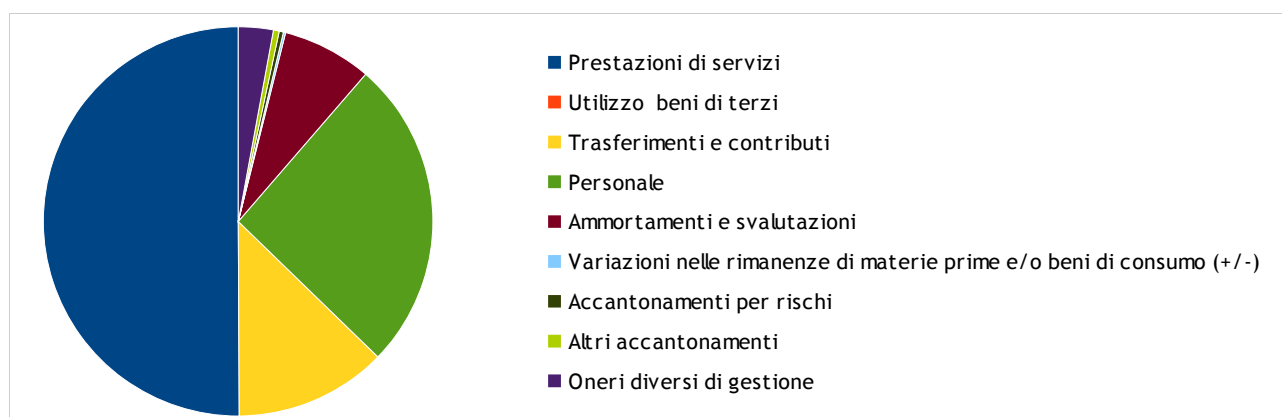 Prestazioni di servizi
Utilizzo beni di terzi
Trasferimenti e contributi
Personale
Ammortamenti e svalutazioni
Variazioni nelle rimanenze di materie prime e/o beni di consumo (+/-)
Accantonamenti per rischi
Altri accantonamenti
Oneri diversi di gestione